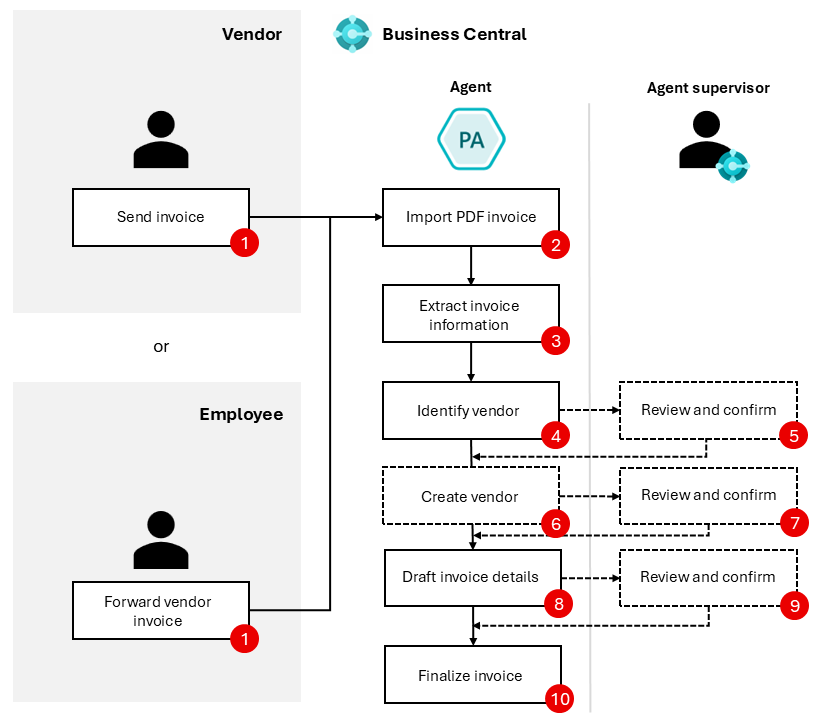 Vendor
Business Central
Agent
Agent supervisor
PA
Send invoice
1
Import PDF invoice
2
Extract invoice
information
3
or
Employee
Identify vendor
4
Review and confirm
5
Create vendor
6
Review and confirm
7
Forward vendor
invoice
1
Draft invoice details
8
Review and confirm
9
Finalize invoice
10